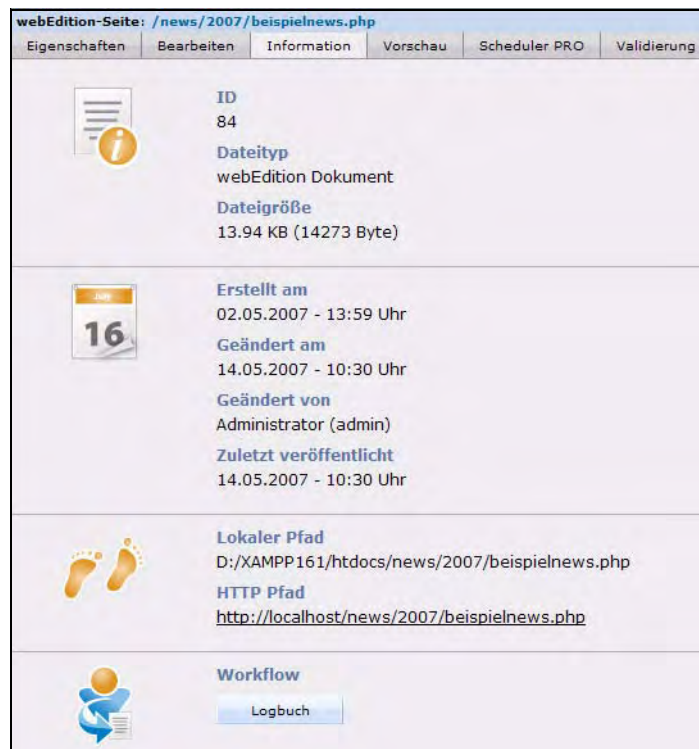 webEdition-Seite: /news/2007/beispielnews.php
Eigenschaften Bearbeiten Information Vorschau Scheduler PRO Validierung
ID
84
Dateityp
webEdition Dokument
Dateigröße
13.94 KB (14273 Byte)
July
16
Erstellt am
02.05.2007 - 13:59 Uhr
Geändert am
14.05.2007 - 10:30 Uhr
Geändert von
Administrator (admin)
Zuletzt veröffentlicht
14.05.2007 - 10:30 Uhr
Lokaler Pfad
D:/XAMPP161/htdocs/news/2007/beispielnews.php
HTTP Pfad
http://localhost/news/2007/beispielnews.php
Workflow
Logbuch